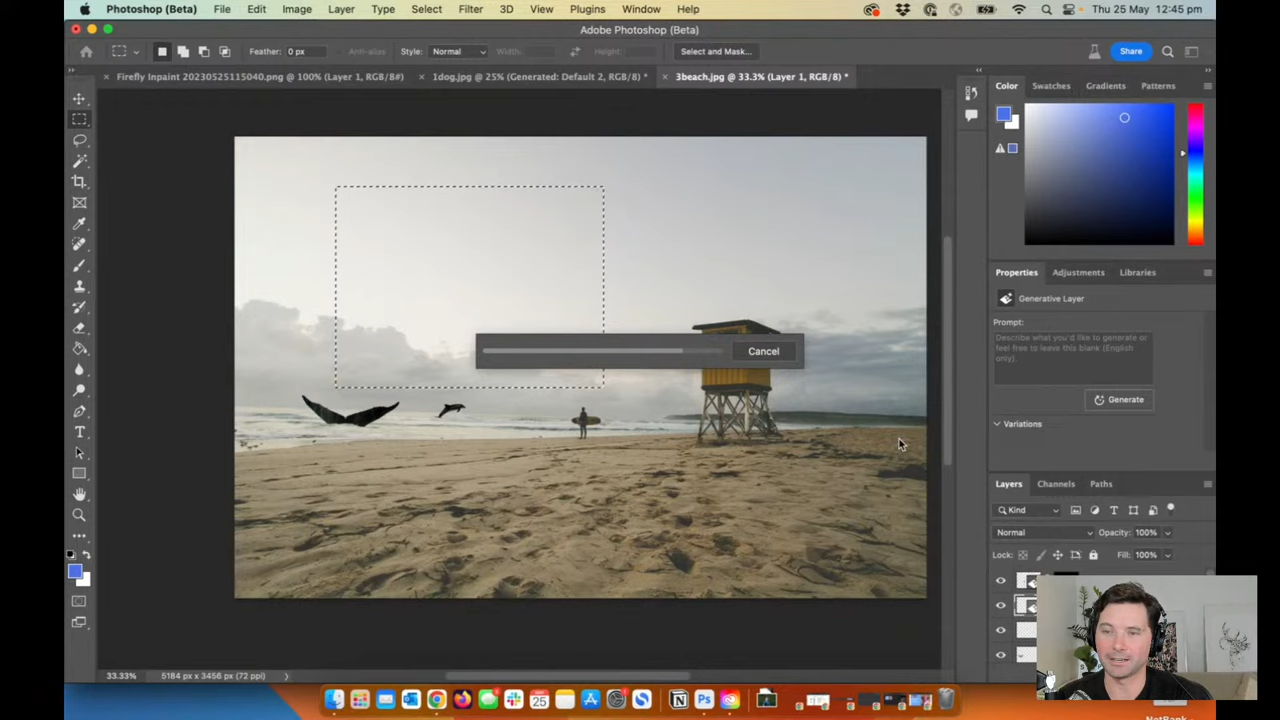 Photoshop (Beta) File Edit Image Layer Type Select Filter 3D View Plugins Window Help Thu 25 May 12:45 pm
Adobe Photoshop (Beta)
Feather: 0 px Anti-alias Style: Normal Width: Height: Select and Mask... Share
Firefly Inpaint 20230525115040.png @ 100% (Layer 1, RGB/8#) 1dog.jpg @ 25% (Generated: Default 2, RGB/8) * 3beach.jpg @ 33.3% (Layer 1, RGB/8) *
Color Swatches Gradients Patterns
Properties Adjustments Libraries
Generative Layer
Prompt:
Describe what you'd like to generate or
feel free to leave this blank (English
only).
Cancel
Generate
Variations
Layers Channels Paths
Kind
Normal Opacity: 100%
Lock: Fill: 100%
33.33% 5184 px x 3456 px (72 ppi)
25
Ps
NetBank